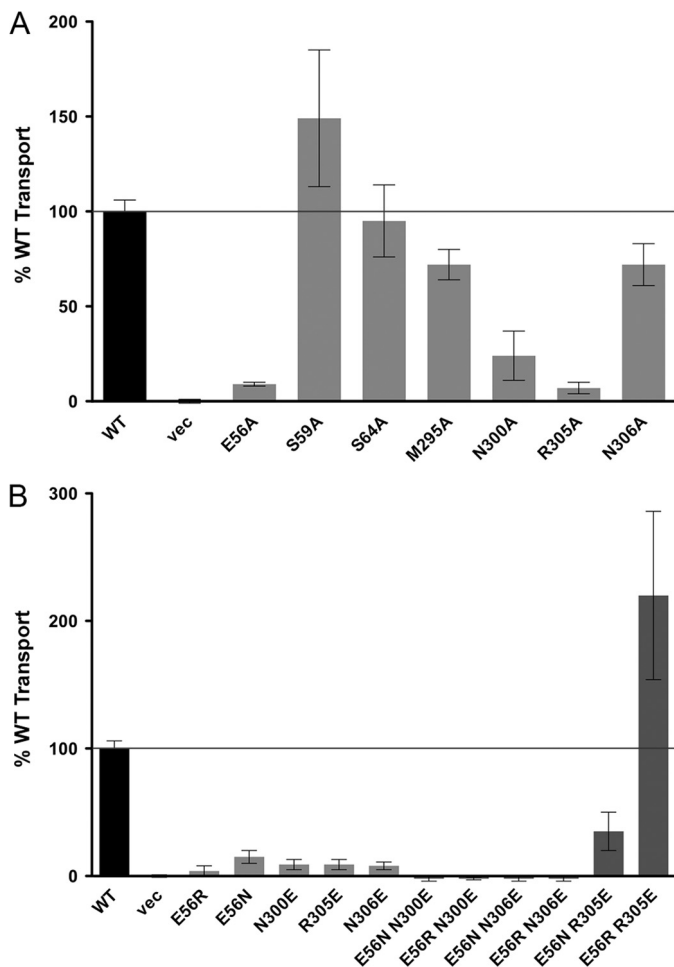 A
200
150
100
50
0
% WT Transport
WT
vec
E56A
S59A
S64A
M295A
N300A
R305A
N306A
B
300
200
100
0
% WT Transport
WT
vec
E56R
E56N
N300E
R305E
N306E
E56N N300E
E56R N300E
E56N N306E
E56R N306E
E56N R305E
E56R R305E